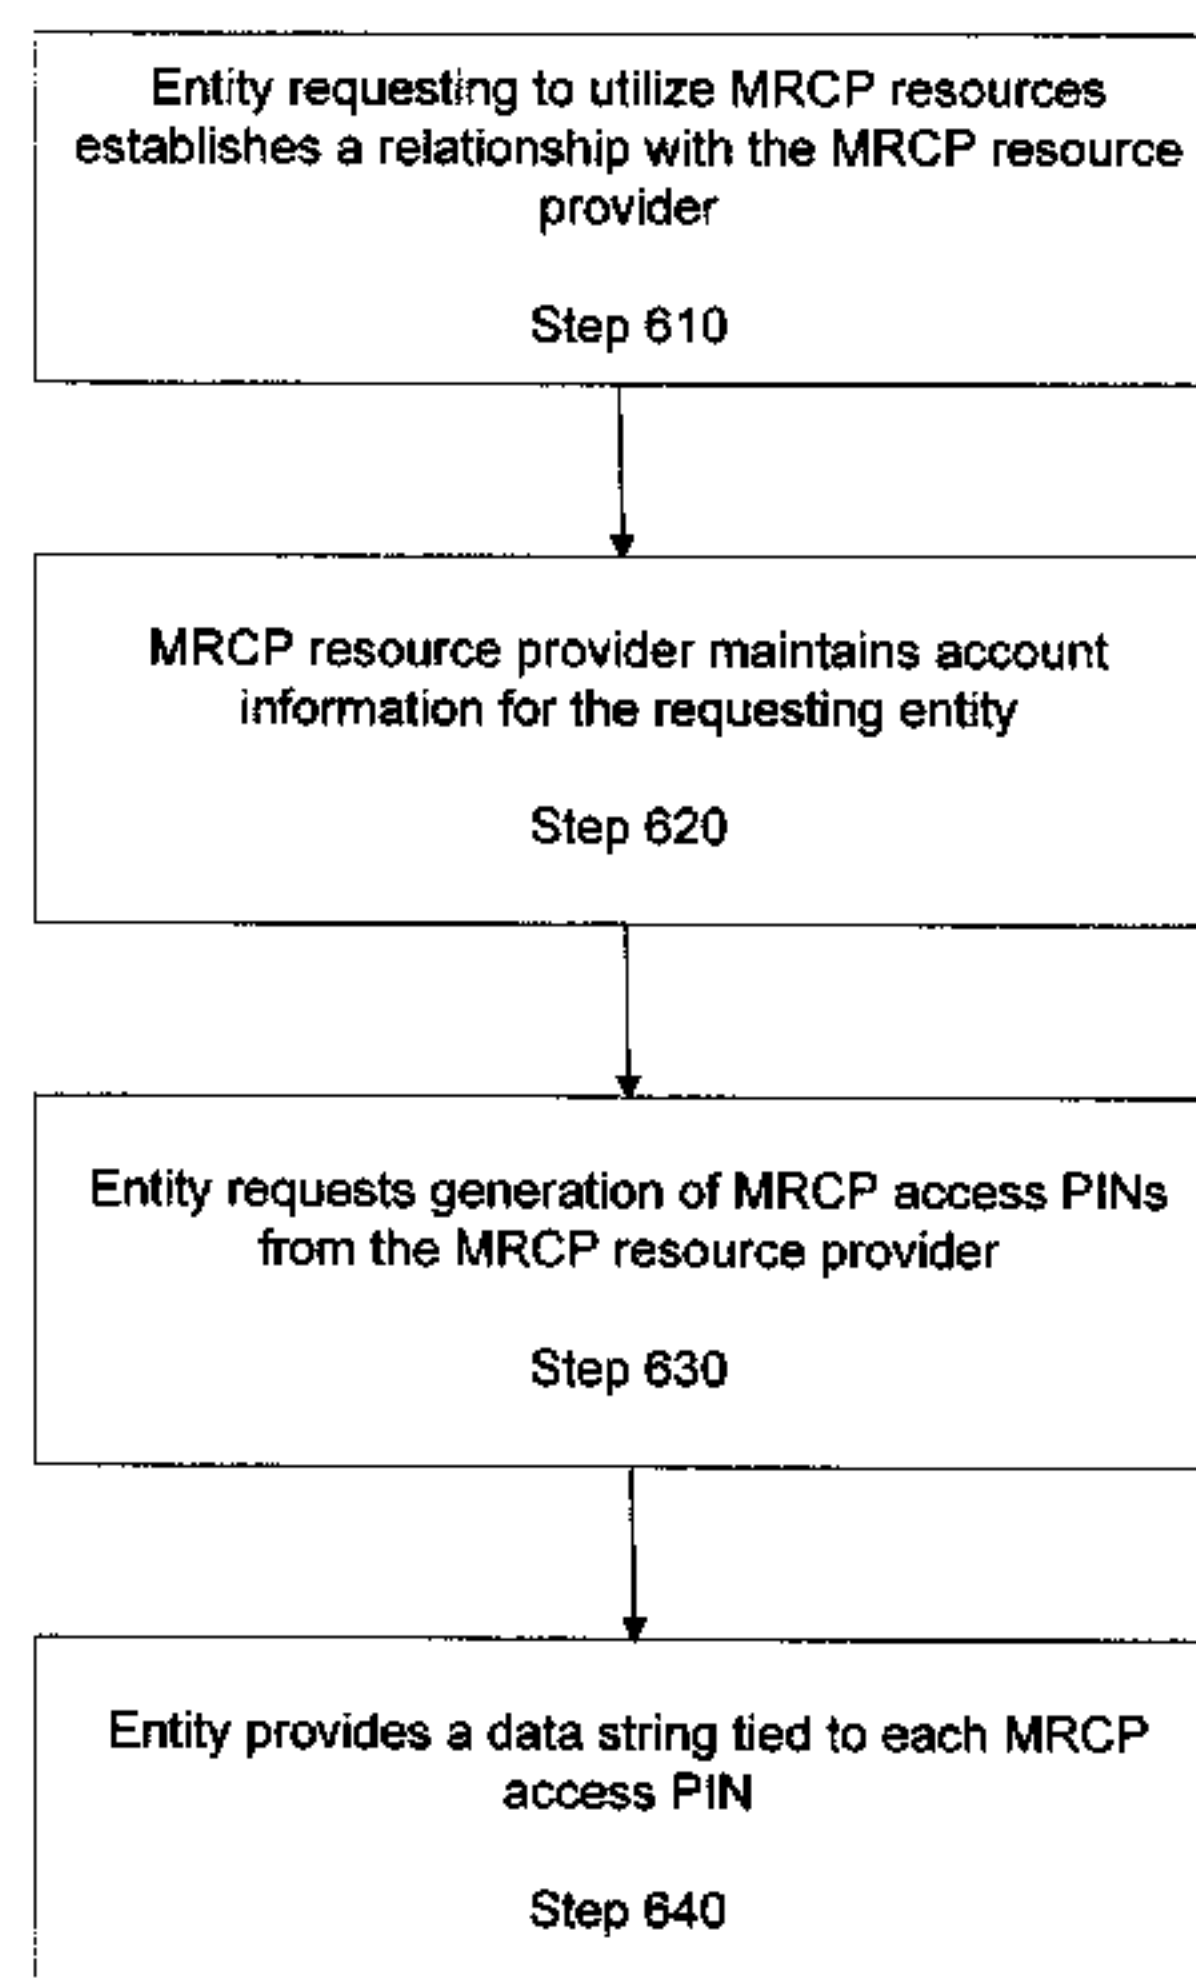 Entity requesting to utilize MRCP resources
establishes a relationship with the MRCP resource
provider
Step 610
MRCP resource provider maintains account
information for the requesting entity
Step 620
Entity requests generation of MRCP access PINs
from the MRCP resource provider
Step 630
Entity provides a data string tied to each MRCP
access PIN
Step 640